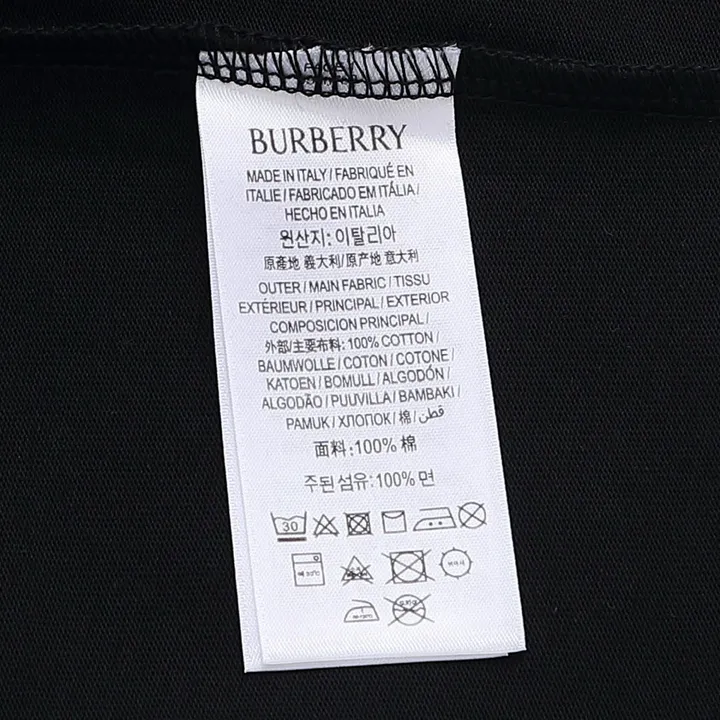 BURBERRY
MADE IN ITALY / FABRIQUÉ EN
ITALIE / FABRICADO EM ITÁLIA /
HECHO EN ITALIA
원산지: 이탈리아
原產地 義大利/原产地 意大利
OUTER / MAIN FABRIC / TISSU
EXTÉRIEUR / PRINCIPAL / EXTERIOR
COMPOSICION PRINCIPAL /
外部/主要布料: 100% COTTON /
BAUMWOLLE / COTON / COTONE /
KATOEN / BOMULL / ALGODÓN /
ALGODÃO / PUUVILLA / BAMBAKI /
PAMUK / ХЛОПОК / 棉 / قطن
面料:100% 棉
주된 섬유:100% 면
30